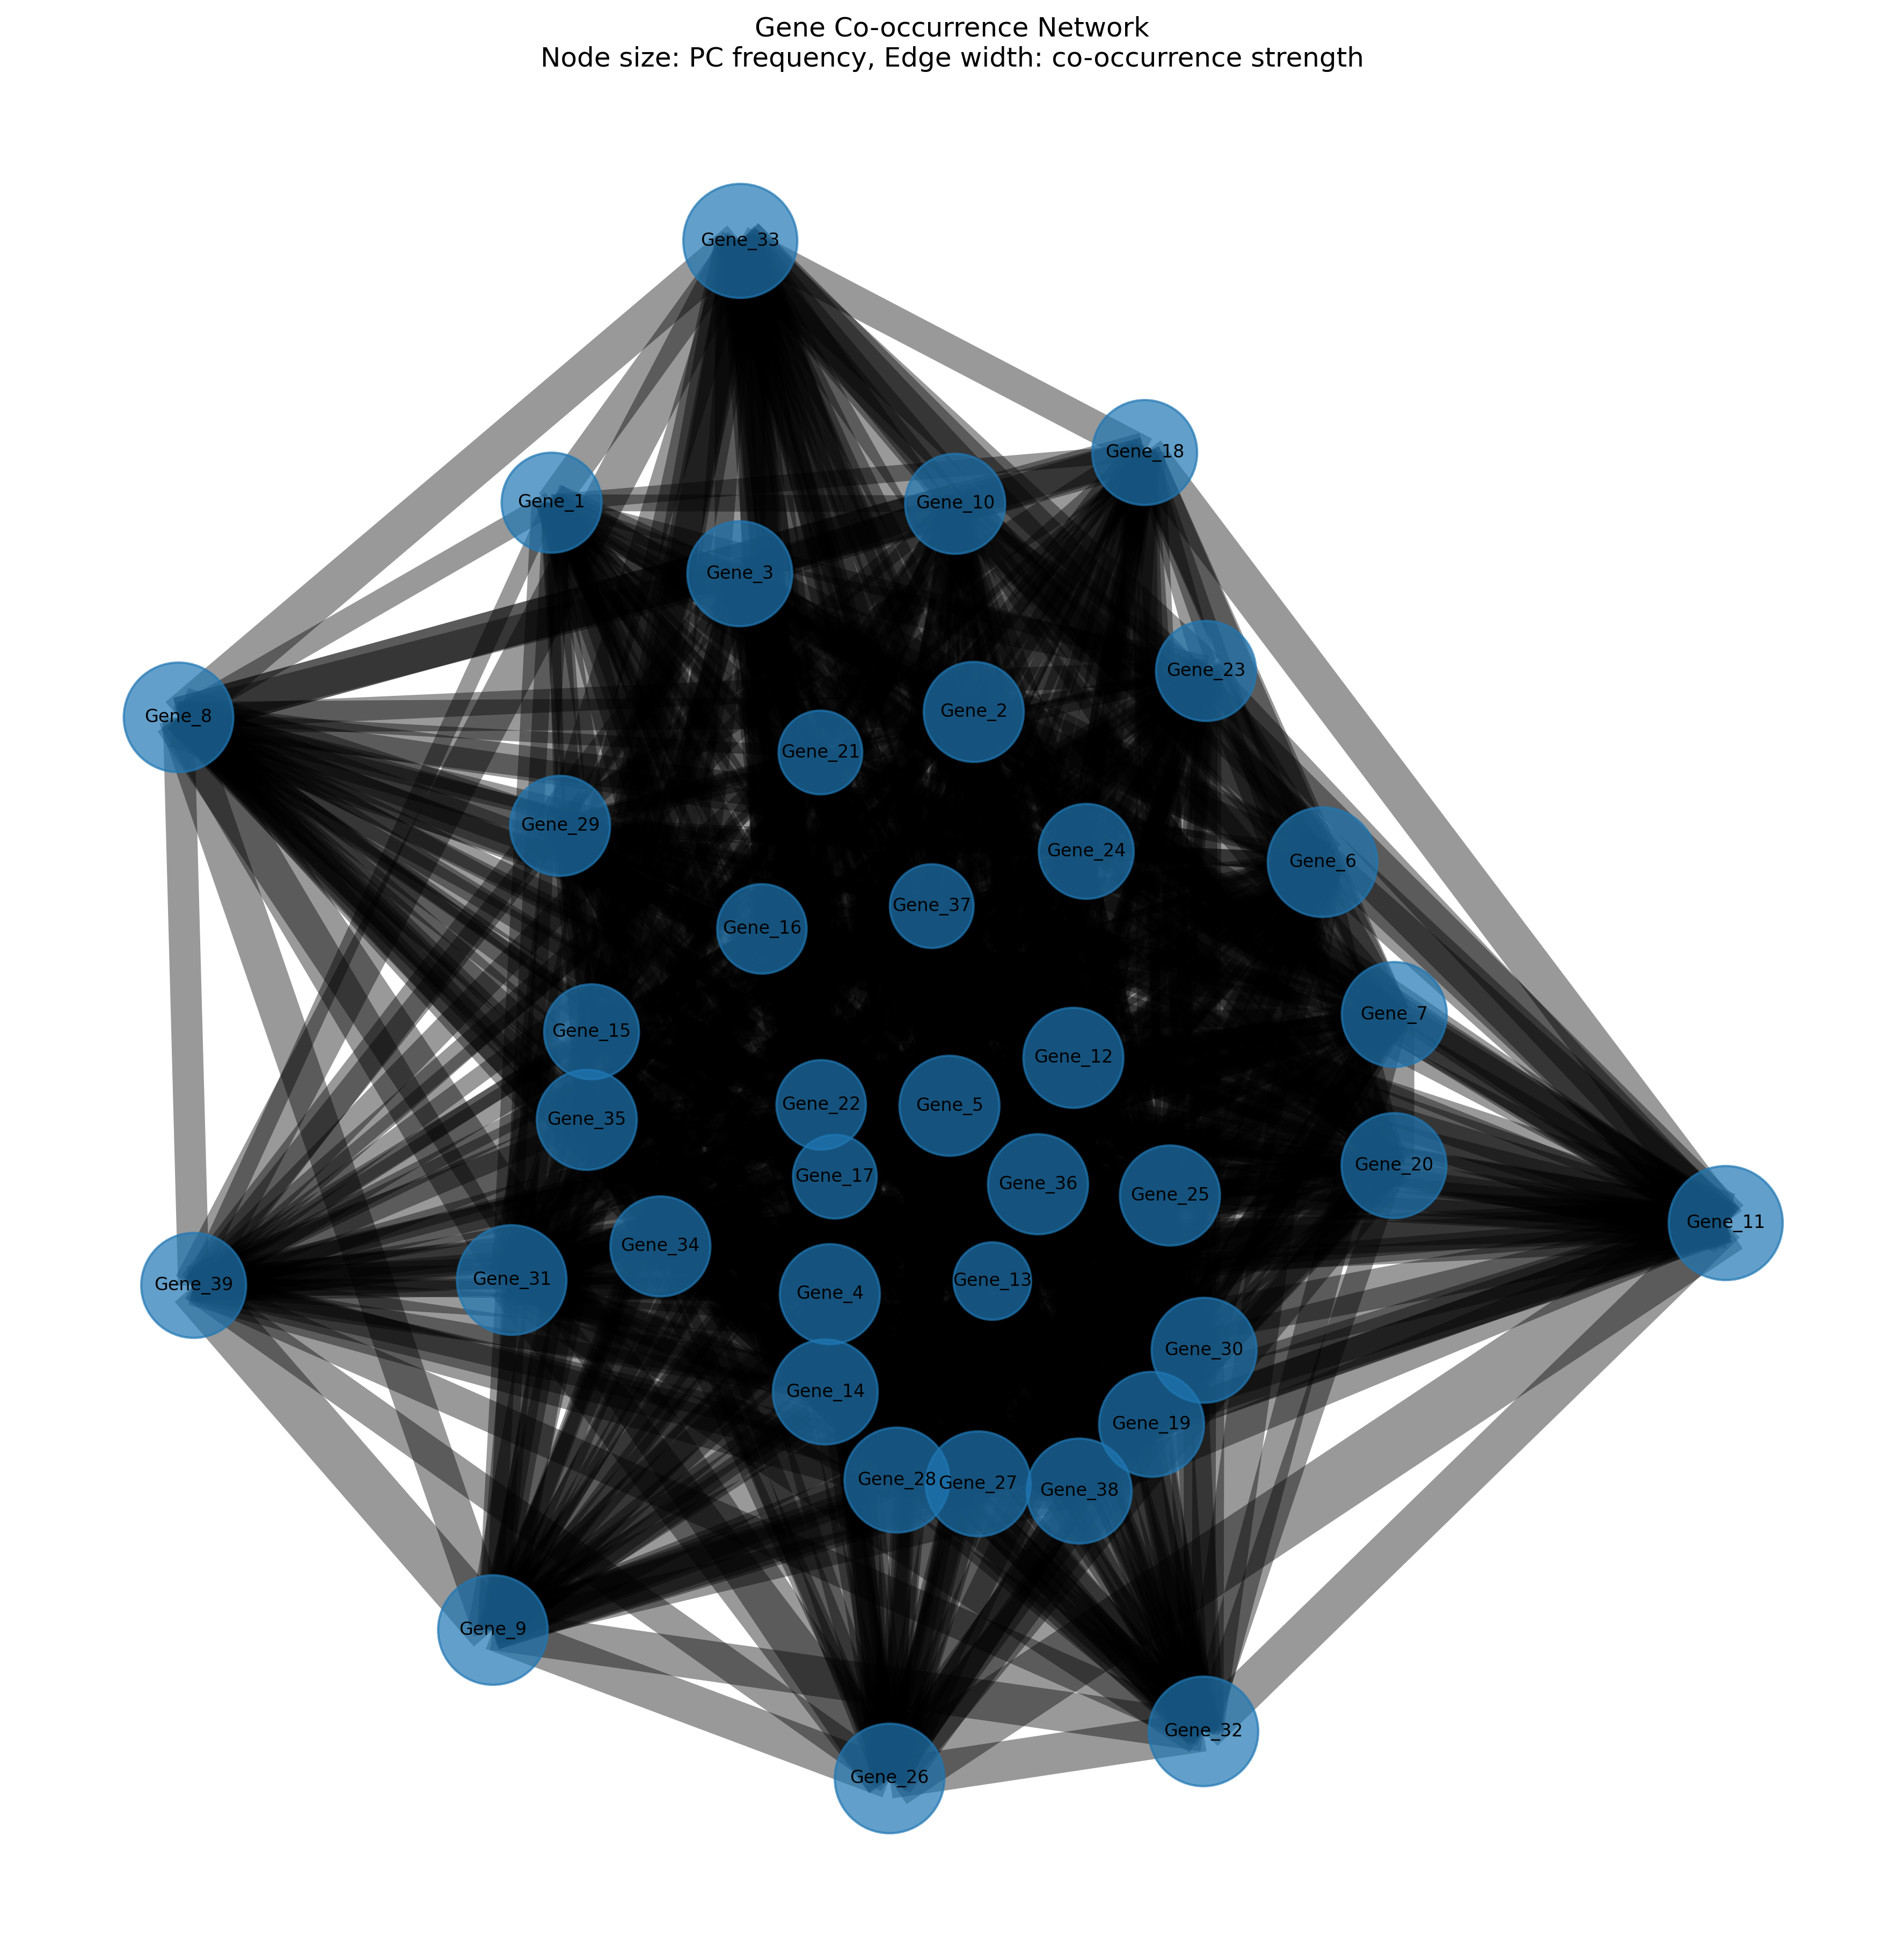 Gene Co-occurrence Network
Node size: PC frequency, Edge width: co-occurrence strength
Gene_33
Gene_18
Gene_1
Gene_10
Gene_3
Gene_23
Gene_2
Gene_8
Gene_21
Gene_29
Gene_24
Gene_6
Gene_37
Gene_16
Gene_7
Gene_15
Gene_12
Gene_22
Gene_5
Gene_35
Gene_20
Gene_17
Gene_36
Gene_25
Gene_11
Gene_34
Gene_31
Gene_13
Gene_39
Gene_4
Gene_30
Gene_14
Gene_19
Gene_28
Gene_27
Gene_38
Gene_9
Gene_32
Gene_26